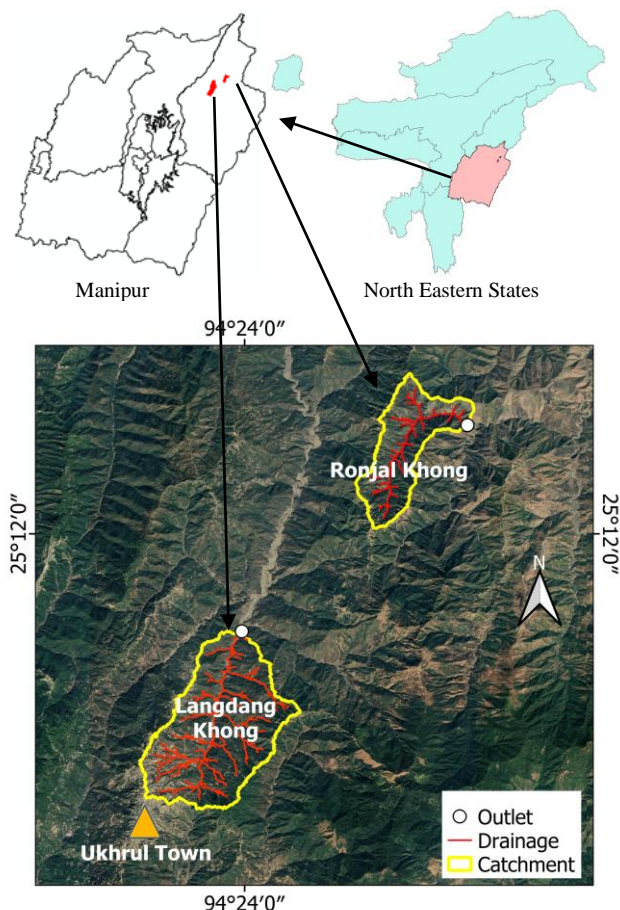 Manipur
North Eastern States
94°24′0″
Ronjal Khong
25°12′0″
25°12′0″
N
Langdang
Khong
Ukhrul Town
Outlet
Drainage
Catchment
94°24′0″